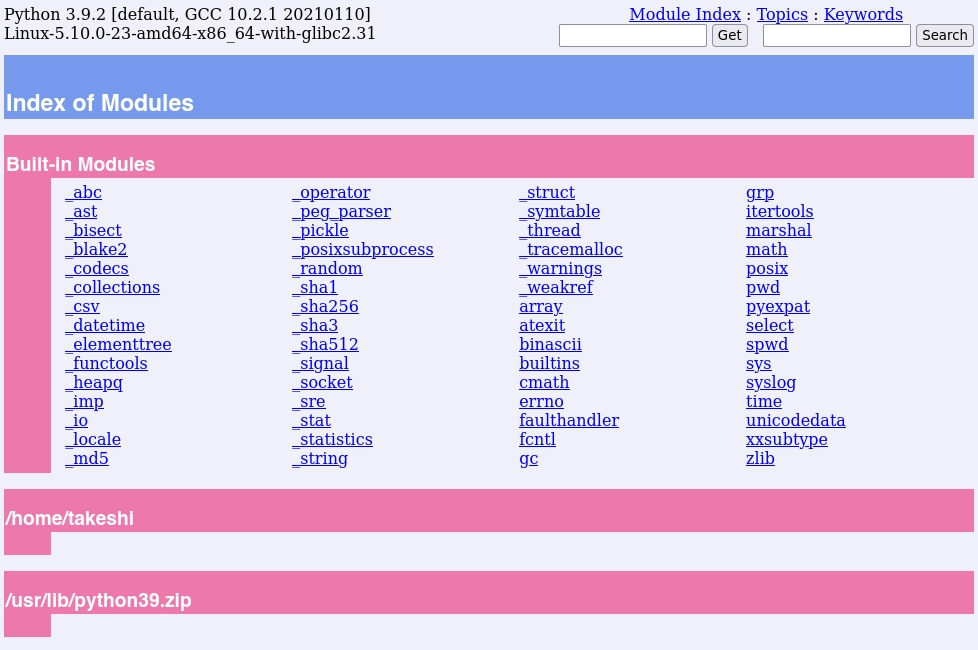 Python 3.9.2 [default, GCC 10.2.1 20210110]
Linux-5.10.0-23-amd64-x86_64-with-glibc2.31
Module Index : Topics : Keywords
Get Search
Index of Modules
Built-in Modules
_abc _operator _struct grp
_ast _peg_parser _symtable itertools
_bisect _pickle _thread marshal
_blake2 _posixsubprocess _tracemalloc math
_codecs _random _warnings posix
_collections _sha1 _weakref pwd
_csv _sha256 array pyexpat
_datetime _sha3 atexit select
_elementtree _sha512 binascii spwd
_functools _signal builtins sys
_heapq _socket cmath syslog
_imp _sre errno time
_io _stat faulthandler unicodedata
_locale _statistics fcntl xxsubtype
_md5 _string gc zlib
/home/takeshi
/usr/lib/python39.zip